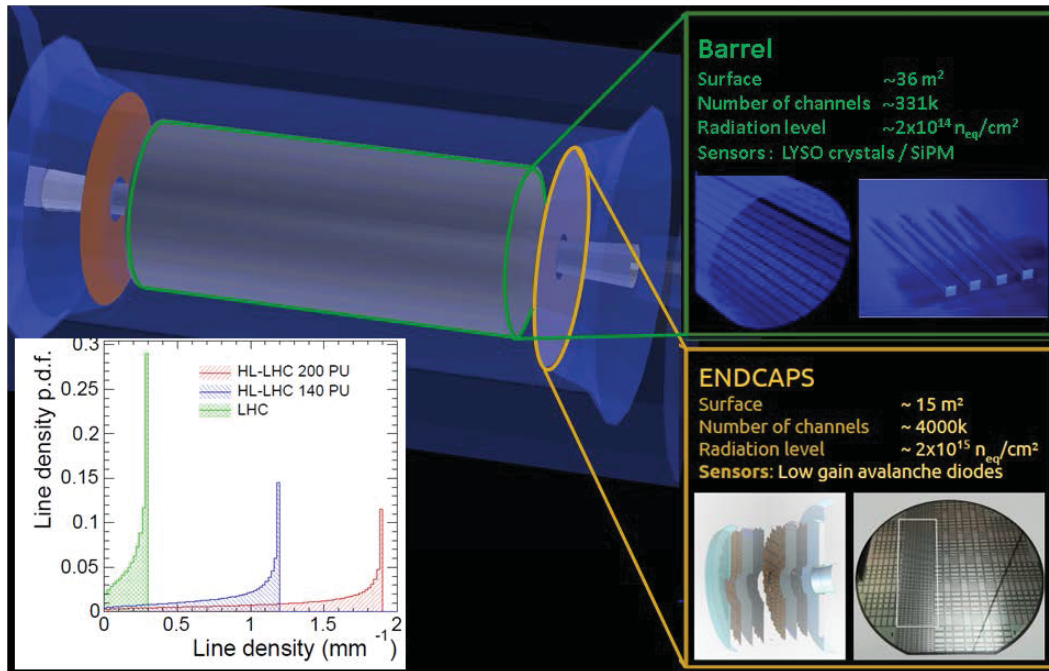 Barrel
Surface ~36 m²
Number of channels ~331k
Radiation level ~2x10¹⁴ n_eq/cm²
Sensors : LYSO crystals / SiPM
ENDCAPS
Surface ~ 15 m²
Number of channels ~ 4000k
Radiation level ~ 2x10¹⁵ n_eq/cm²
Sensors: Low gain avalanche diodes
Line density p.d.f.
0.3
0.25
0.2
0.15
0.1
0.05
0
HL-LHC 200 PU
HL-LHC 140 PU
LHC
0 0.5 1 1.5 2
Line density (mm⁻¹)